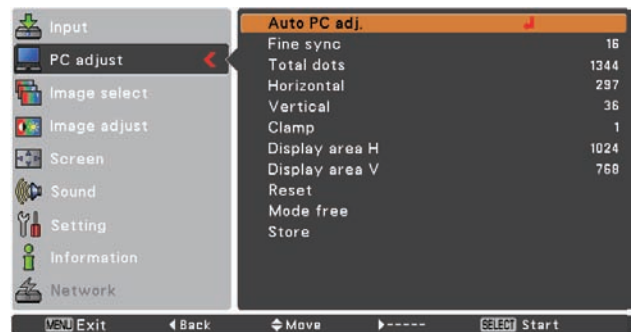 Input
PC adjust
Image select
Image adjust
Screen
Sound
Setting
Information
Network
Auto PC adj.
Fine sync 16
Total dots 1344
Horizontal 297
Vertical 36
Clamp 1
Display area H 1024
Display area V 768
Reset
Mode free
Store
MENU Exit Back Move ----- SELECT Start